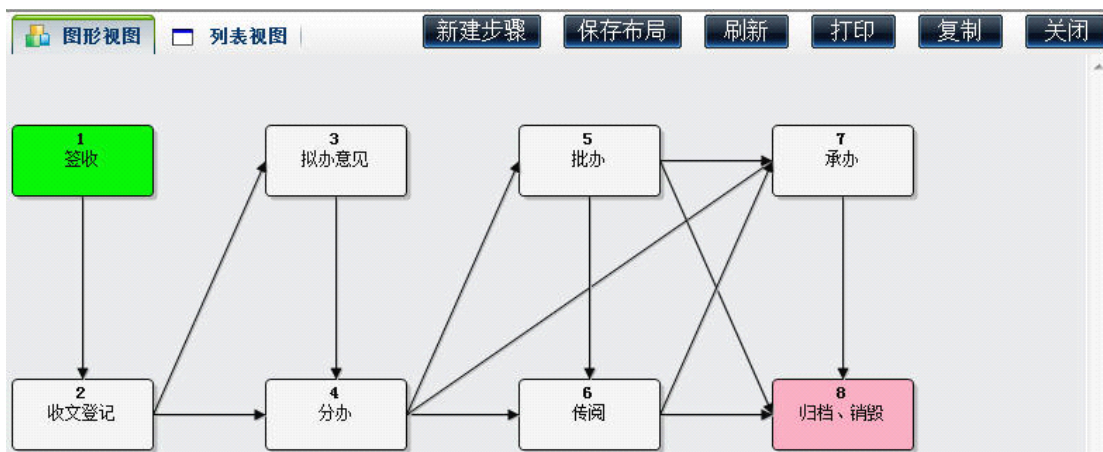 图形视图 列表视图 新建步骤 保存布局 刷新 打印 复制 关闭
1
签收
3
拟办意见
5
批办
7
承办
2
收文登记
4
分办
6
传阅
8
归档、销毁